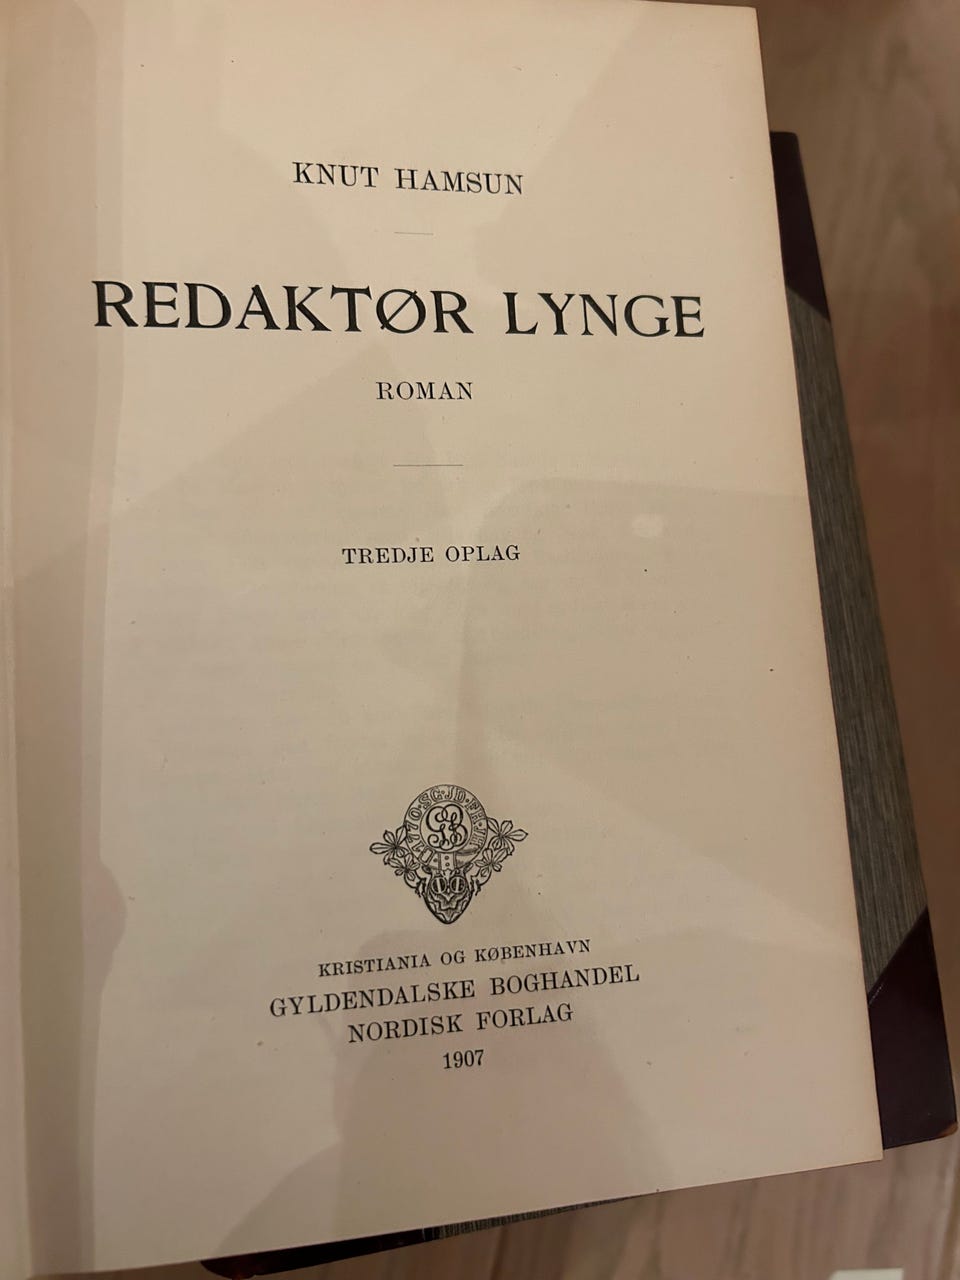 KNUT HAMSUN
REDAKTØR LYNGE
ROMAN
TREDJE OPLAG
KRISTIANIA OG KØBENHAVN
GYLDENDALSKE BOGHANDEL
NORDISK FORLAG
1907